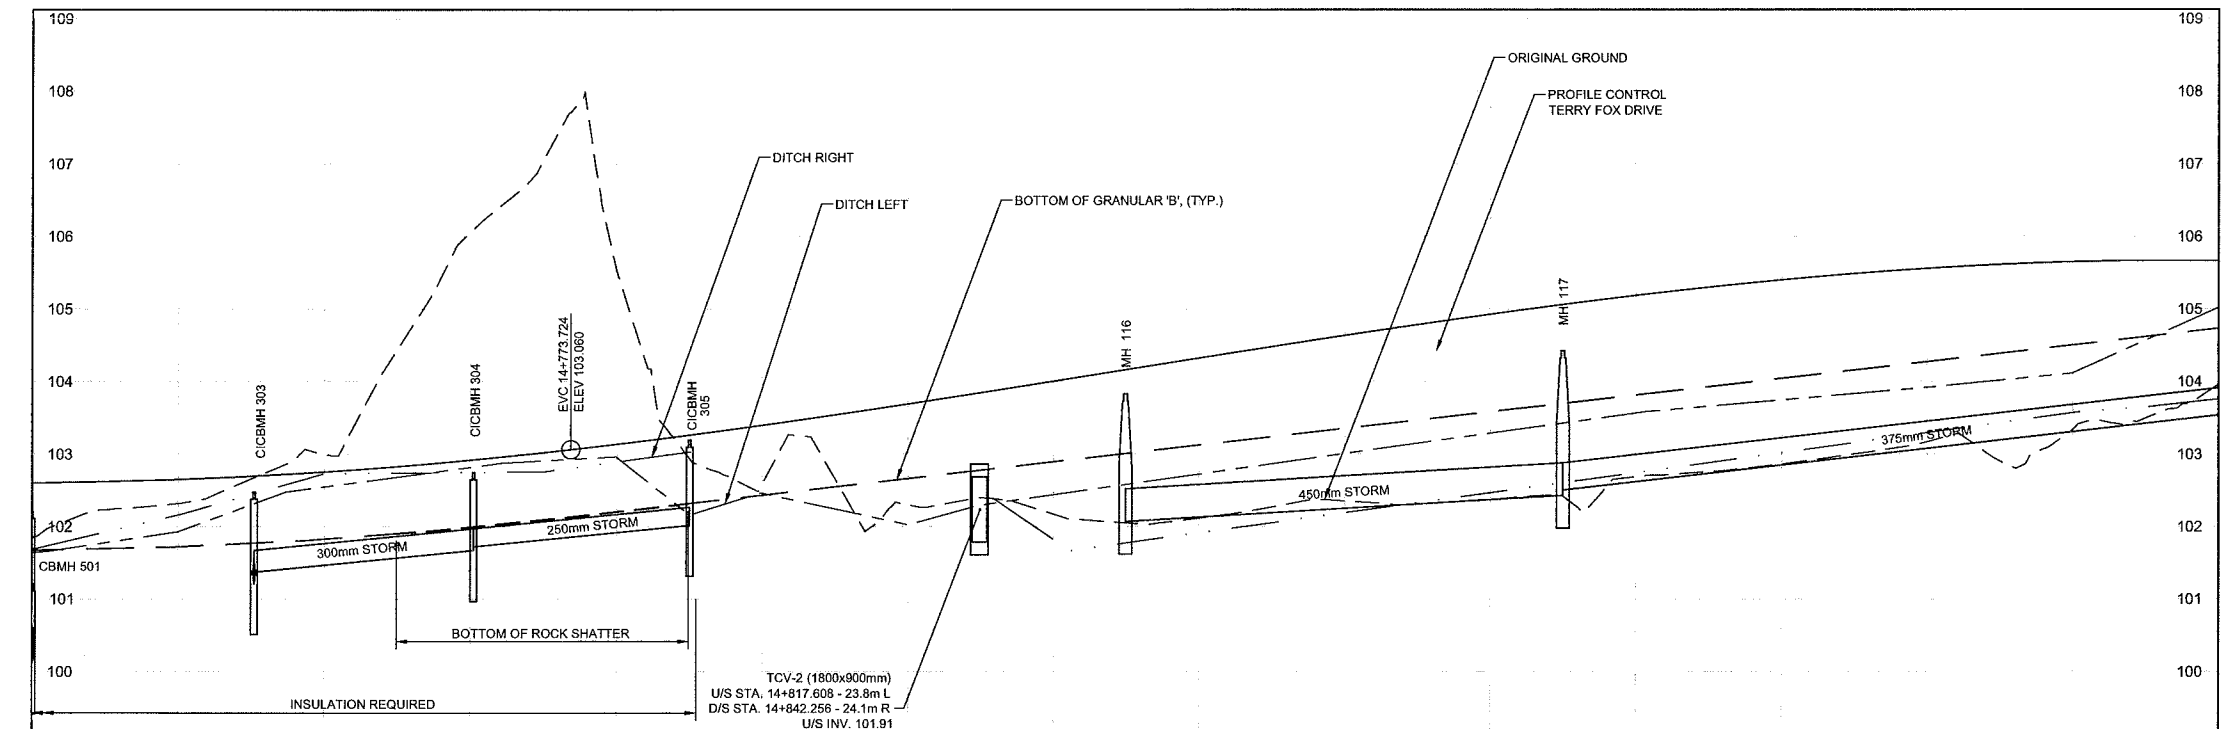 109
109
ORIGINAL GROUND
108
108
PROFILE CONTROL
TERRY FOX DRIVE
107
107
DITCH RIGHT
DITCH LEFT
BOTTOM OF GRANULAR 'B', (TYP.)
106
106
105
105
MH 117
MH 116
EVC 14+773.724
ELEV 103.060
104
104
CICBMH 303
CICBMH 304
CICBMH
305
103
103
375mm STORM
450mm STORM
102
102
250mm STORM
300mm STORM
CBMH 501
101
101
BOTTOM OF ROCK SHATTER
100
100
TCV-2 (1800x900mm)
U/S STA. 14+817.608 - 23.8m L
D/S STA. 14+842.256 - 24.1m R
U/S INV. 101.91
INSULATION REQUIRED